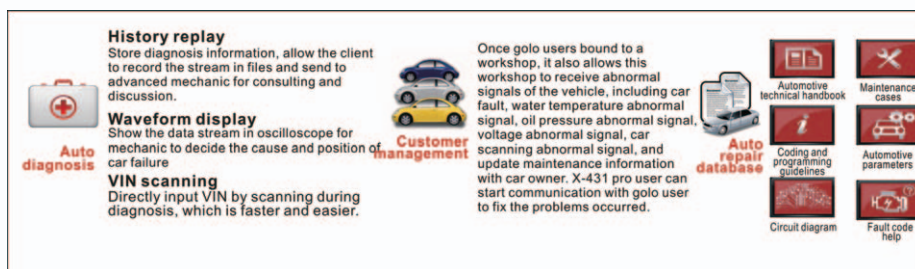 History replay
Store diagnosis information, allow the client
to record the stream in files and send to
advanced mechanic for consulting and
discussion.
Waveform display
Show the data stream in oscilloscope for
mechanic to decide the cause and position of
car failure
VIN scanning
Directly input VIN by scanning during
diagnosis, which is faster and easier.
Auto
diagnosis
Customer
management
Once golo users bound to a
workshop, it also allows this
workshop to receive abnormal
signals of the vehicle, including car
fault, water temperature abnormal
signal, oil pressure abnormal signal,
voltage abnormal signal, car
scanning abnormal signal, and
update maintenance information
with car owner. X-431 pro user can
start communication with golo user
to fix the problems occurred.
Auto
repair
database
Automotive
technical handbook
Maintenance
cases
Coding and
programming
guidelines
Automotive
parameters
Circuit diagram
Fault code
help